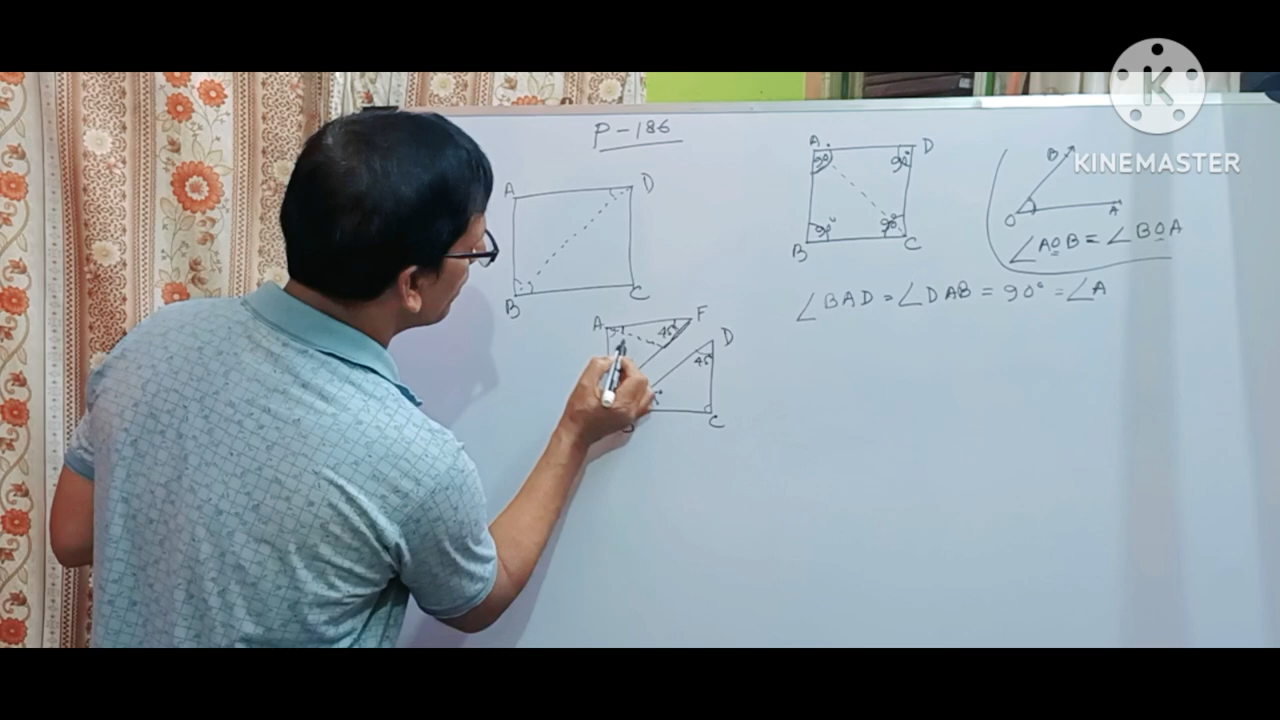 P-186
A D
B C
A F
D
45°
45°
C
A D
90° 90°
90° 90°
B C
B
O A
∠AOB = ∠BOA
∠BAD = ∠DAB = 90° = ∠A
K
KINEMASTER